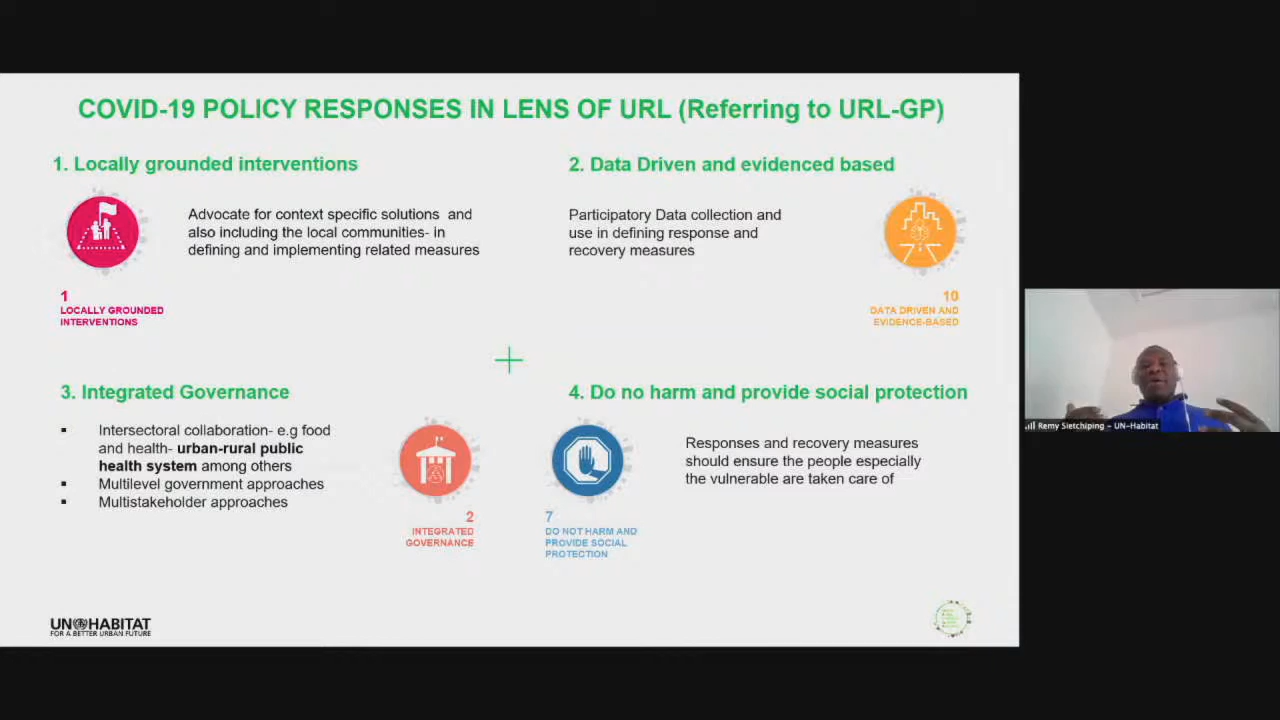 COVID-19 POLICY RESPONSES IN LENS OF URL (Referring to URL-GP)
1. Locally grounded interventions
Advocate for context specific solutions and
also including the local communities- in
defining and implementing related measures
1
LOCALLY GROUNDED
INTERVENTIONS
2. Data Driven and evidenced based
Participatory Data collection and
use in defining response and
recovery measures
10
DATA DRIVEN AND
EVIDENCE-BASED
3. Integrated Governance
▪ Intersectoral collaboration- e.g food
and health- urban-rural public
health system among others
▪ Multilevel government approaches
▪ Multistakeholder approaches
2
INTEGRATED
GOVERNANCE
4. Do no harm and provide social protection
Responses and recovery measures
should ensure the people especially
the vulnerable are taken care of
7
DO NOT HARM AND
PROVIDE SOCIAL
PROTECTION
UN HABITAT
FOR A BETTER URBAN FUTURE
Remy Sietchiping - UN-Habitat